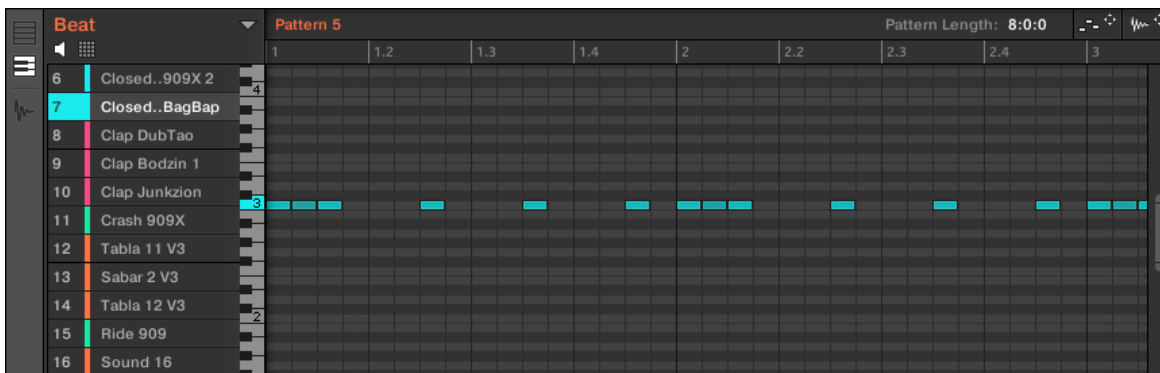 Beat Pattern 5 Pattern Length: 8:0:0
1 1.2 1.3 1.4 2 2.2 2.3 2.4 3
6 Closed..909X 2
4
7 Closed..BagBap
8 Clap DubTao
9 Clap Bodzin 1
10 Clap Junkzion
3
11 Crash 909X
12 Tabla 11 V3
13 Sabar 2 V3
14 Tabla 12 V3
2
15 Ride 909
16 Sound 16